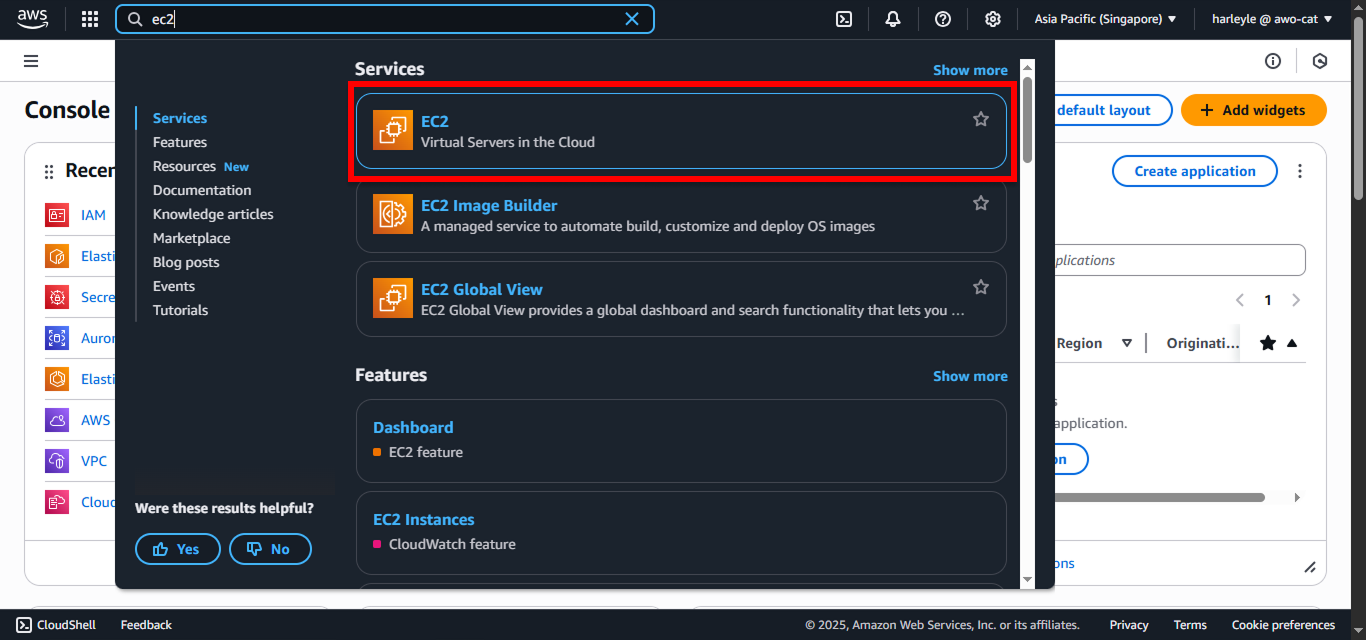 aws
ec2
Asia Pacific (Singapore)
harleyle @ awo-cat
Console
default layout
Add widgets
Recen
IAM
Elasti
Secre
Auror
Elasti
AWS
VPC
Cloud
Services
Features
Resources New
Documentation
Knowledge articles
Marketplace
Blog posts
Events
Tutorials
Were these results helpful?
Yes
No
Services
Show more
EC2
Virtual Servers in the Cloud
EC2 Image Builder
A managed service to automate build, customize and deploy OS images
EC2 Global View
EC2 Global View provides a global dashboard and search functionality that lets you …
Features
Show more
Dashboard
EC2 feature
EC2 Instances
CloudWatch feature
Create application
plications
1
Region
Originati...
s
application.
on
ons
CloudShell
Feedback
© 2025, Amazon Web Services, Inc. or its affiliates.
Privacy
Terms
Cookie preferences